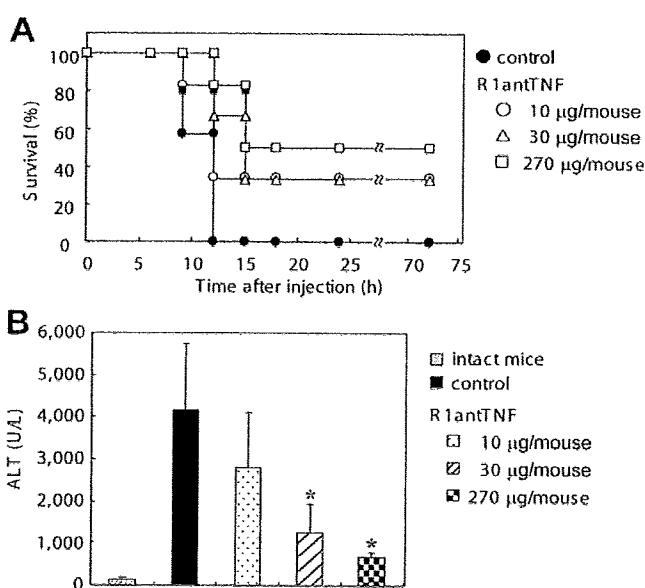 A
Survival (%)
100
80
60
40
20
0
0 5 10 15 20 25 70 75
Time after injection (h)
control
R1antTNF
10 µg/mouse
30 µg/mouse
270 µg/mouse
B
ALT (U/L)
6,000
5,000
4,000
3,000
2,000
1,000
0
*
*
intact mice
control
R1antTNF
10 µg/mouse
30 µg/mouse
270 µg/mouse